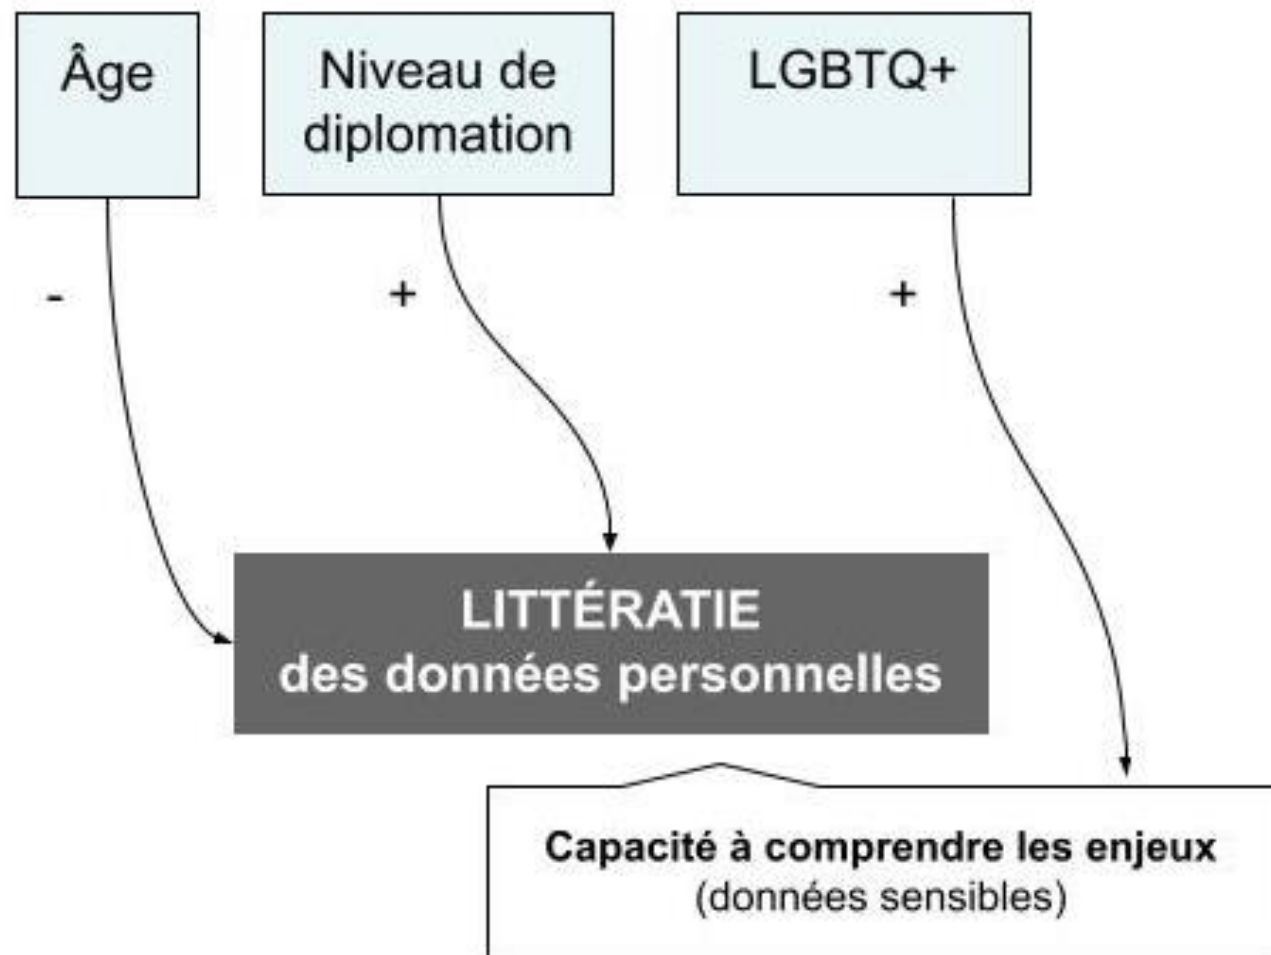 Âge
Niveau de
diplomation
LGBTQ+
-
+
+
LITTÉRATIE
des données personnelles
Capacité à comprendre les enjeux
(données sensibles)